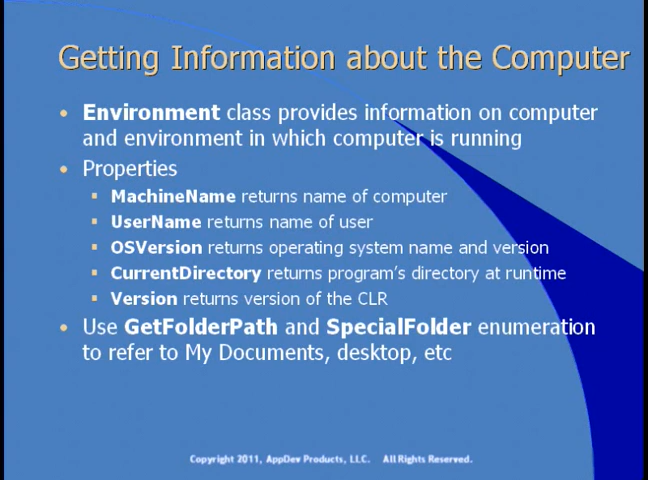 Getting Information about the Computer
• Environment class provides information on computer
and environment in which computer is running
• Properties
▪ MachineName returns name of computer
▪ UserName returns name of user
▪ OSVersion returns operating system name and version
▪ CurrentDirectory returns program's directory at runtime
▪ Version returns version of the CLR
• Use GetFolderPath and SpecialFolder enumeration
to refer to My Documents, desktop, etc
Copyright 2011, AppDev Products, LLC. All Rights Reserved.